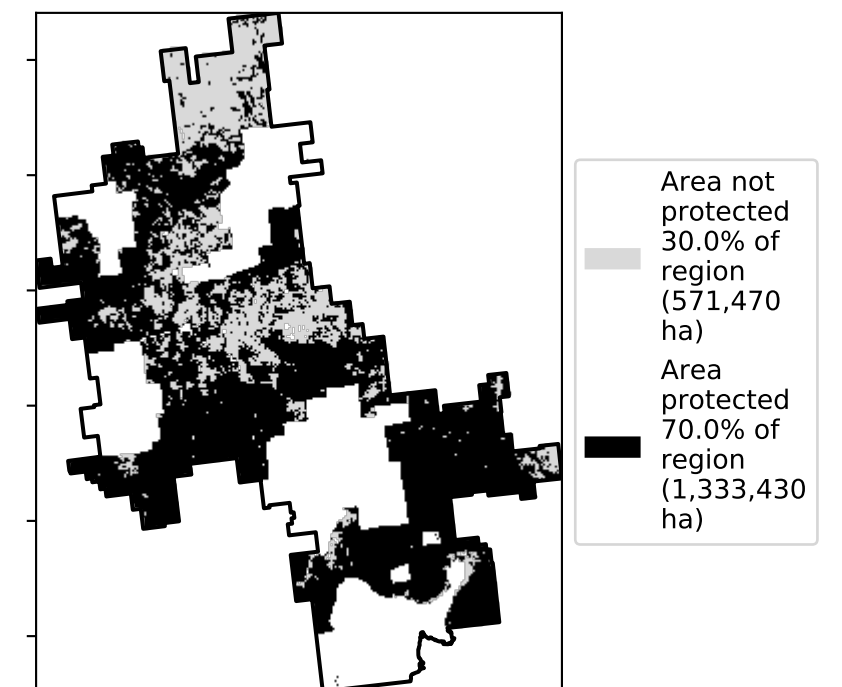 Area not
protected
30.0% of
region
(571,470
ha)
Area
protected
70.0% of
region
(1,333,430
ha)